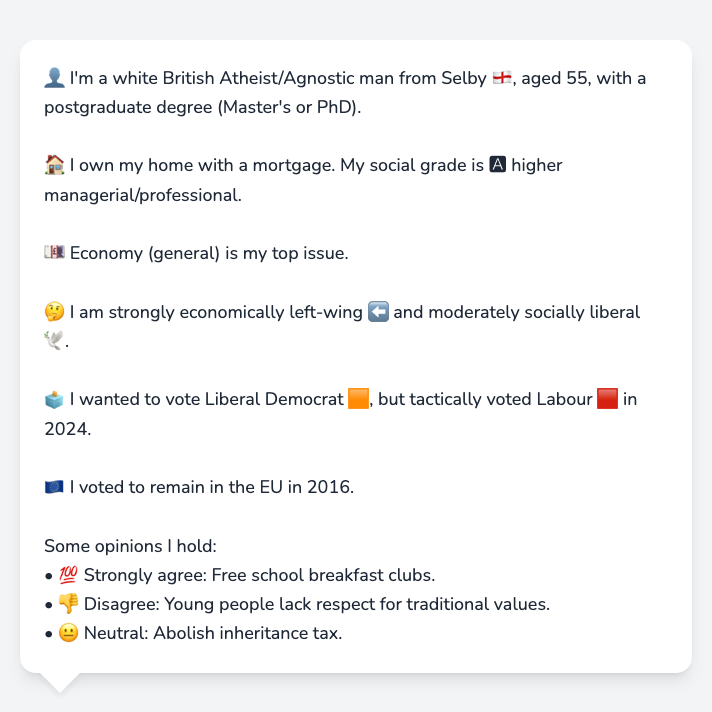 👤 I'm a white British Atheist/Agnostic man from Selby 🏴󠁧󠁢󠁥󠁮󠁧󠁿, aged 55, with a
postgraduate degree (Master's or PhD).
🏠 I own my home with a mortgage. My social grade is 🅰 higher
managerial/professional.
💷 Economy (general) is my top issue.
🤔 I am strongly economically left-wing ⬅️ and moderately socially liberal
🕊️.
🗳️ I wanted to vote Liberal Democrat 🟧, but tactically voted Labour 🟥 in
2024.
🇪🇺 I voted to remain in the EU in 2016.
Some opinions I hold:
• 💯 Strongly agree: Free school breakfast clubs.
• 👎 Disagree: Young people lack respect for traditional values.
• 😐 Neutral: Abolish inheritance tax.